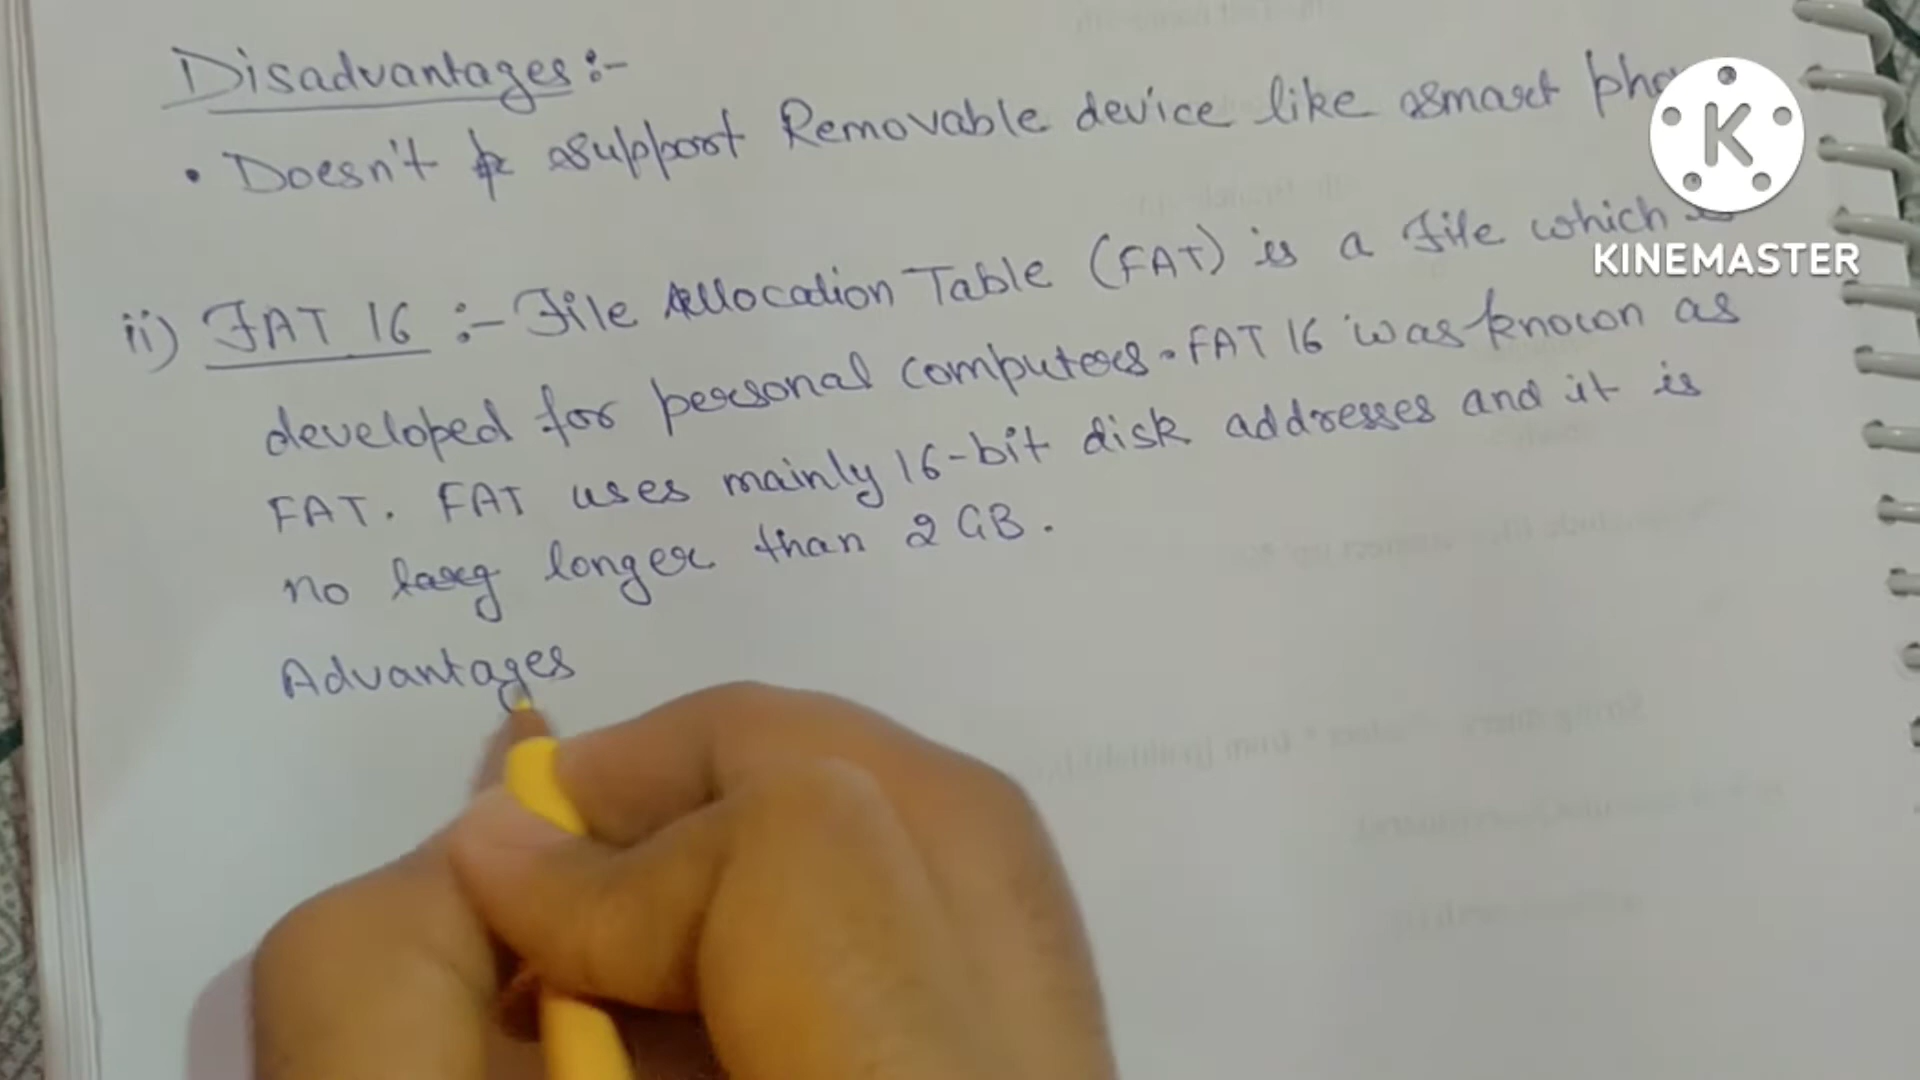 Disadvantages :-
• Doesn't support Removable device like smart
ii) FAT 16 :- File Allocation Table (FAT) is a file which
developed for personal computers. FAT 16 was known as
FAT. FAT uses mainly 16-bit disk addresses and it is
no larg longer than 2 GB.
Advantages
K
KINEMASTER